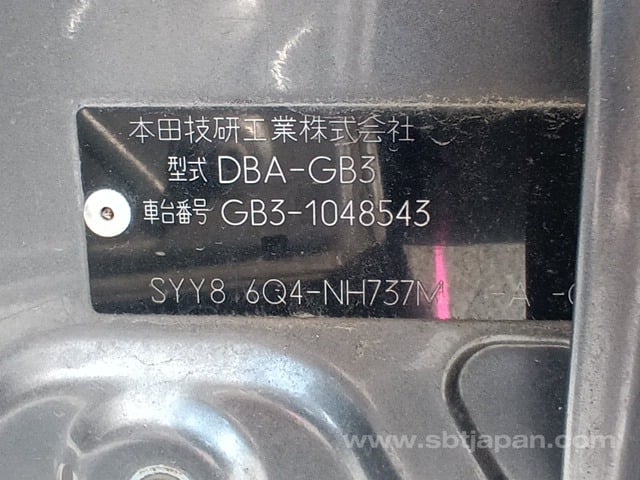 本田技研工業株式会社
型式 DBA-GB3
車台番号 GB3-1048543
SYY8 6Q4-NH737M -A -
www.sbtjapan.com